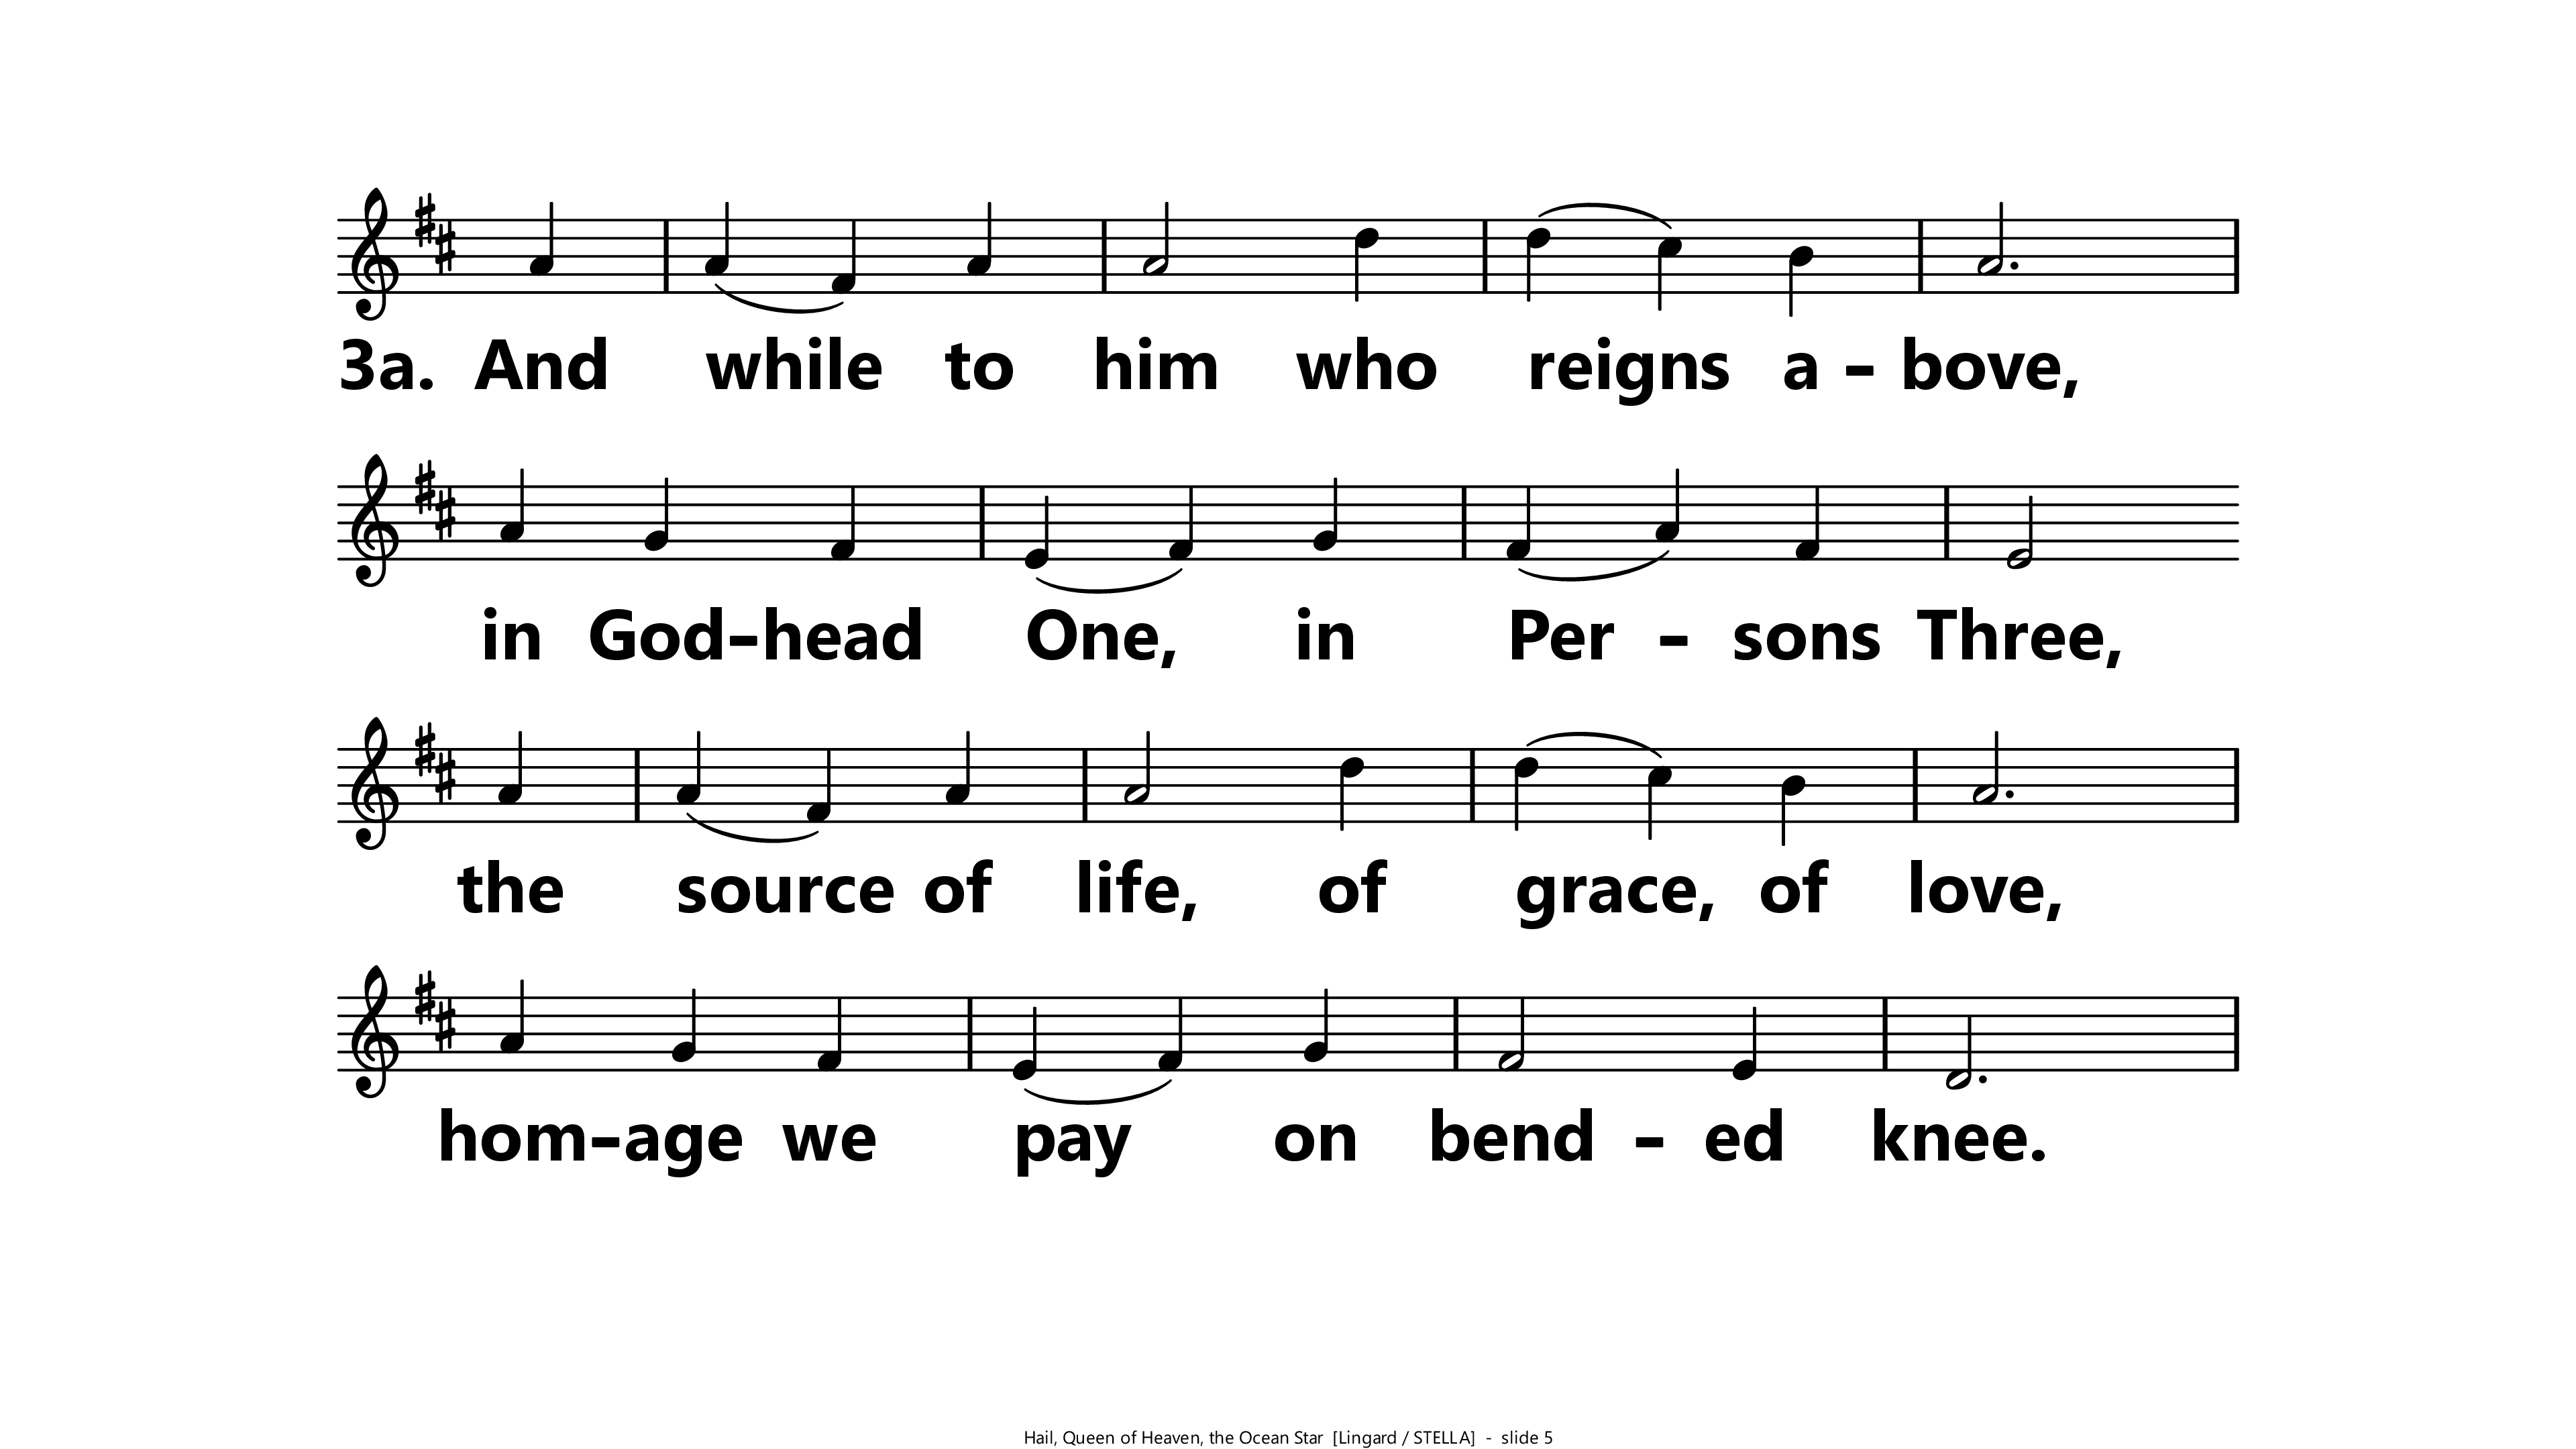 3a. And while to him who reigns a - bove,
in God-head One, in Per - sons Three,
the source of life, of grace, of love,
hom-age we pay on bend - ed knee.
Hail, Queen of Heaven, the Ocean Star [Lingard / STELLA] - slide 5